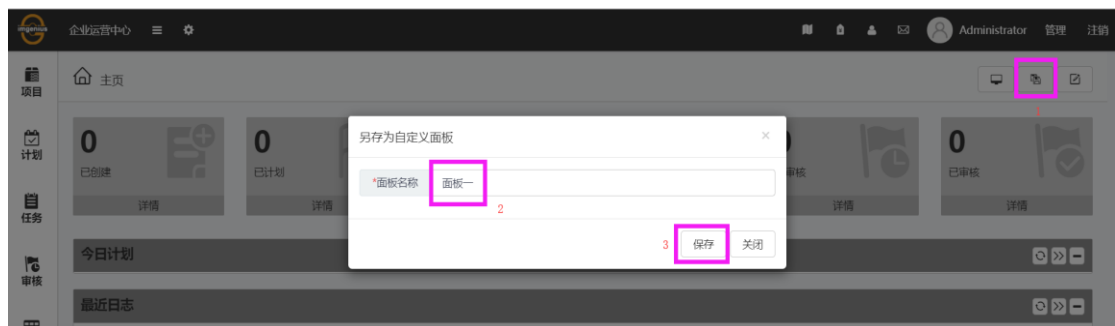 imgenius
企业运营中心
Administrator 管理 注销
项目
主页
1
计划
0
已创建
详情
0
已计划
详情
另存为自定义面板
*面板名称 面板一
2
3 保存 关闭
审核
详情
0
已审核
详情
任务
今日计划
审核
最近日志